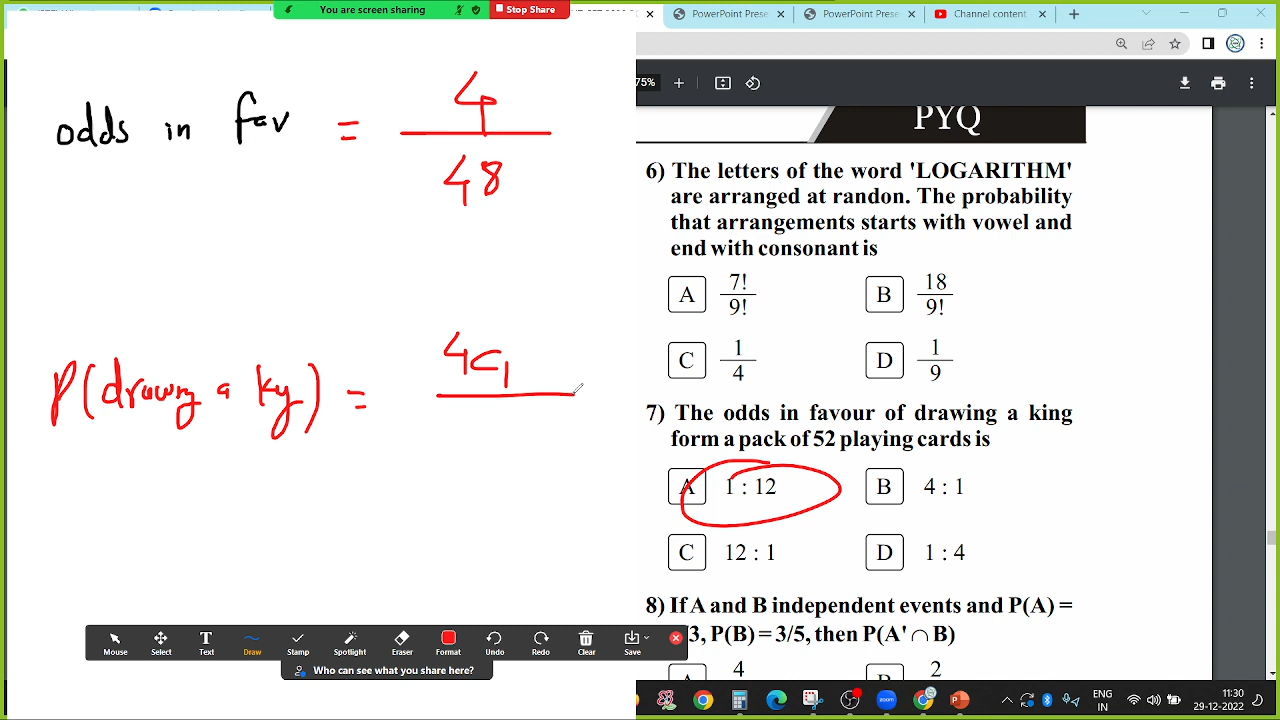 You are screen sharing
Stop Share
PowerPoint Prese
PowerPoint Prese
Channel content
75%
odds in fav = 4
48
P(drawing a ky) = 4C1
PYQ
6) The letters of the word 'LOGARITHM'
are arranged at randon. The probability
that arrangements starts with vowel and
end with consonant is
A 7!/9!
B 18/9!
C 1/4
D 1/9
7) The odds in favour of drawing a king
form a pack of 52 playing cards is
A 1 : 12
B 4 : 1
C 12 : 1
D 1 : 4
8) If A and B independent events and P(A) =
3, P(B) = 3/5, then P(A' ∩ B)
4
2
Mouse Select Text Draw Stamp Spotlight Eraser Format Undo Redo Clear Save
Who can see what you share here?
zoom
ENG
IN
11:30
29-12-2022